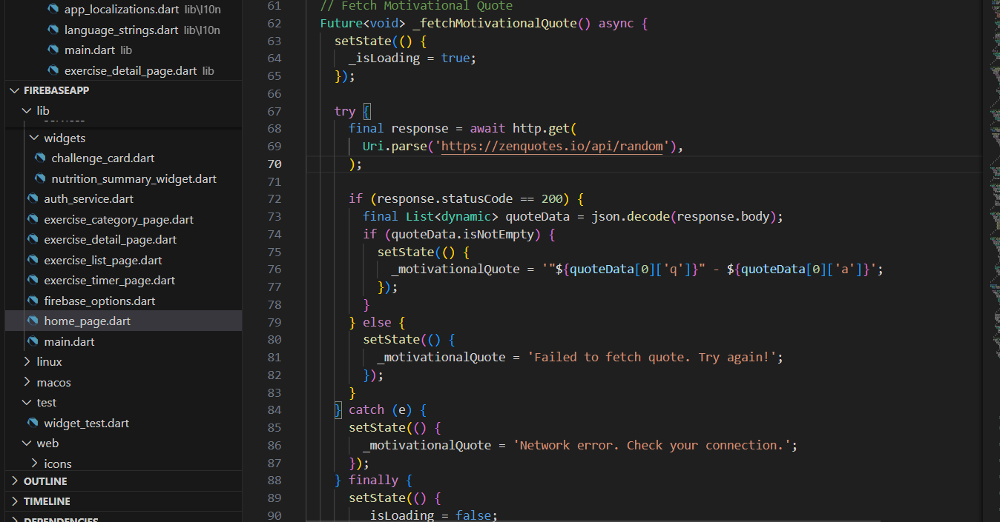 app_localizations.dart lib\l10n
language_strings.dart lib\l10n
main.dart lib
exercise_detail_page.dart lib
FIREBASEAPP
lib
services
widgets
challenge_card.dart
nutrition_summary_widget.dart
auth_service.dart
exercise_category_page.dart
exercise_detail_page.dart
exercise_list_page.dart
exercise_timer_page.dart
firebase_options.dart
home_page.dart
main.dart
linux
macos
test
widget_test.dart
web
icons
OUTLINE
TIMELINE
DEPENDENCIES
61 // Fetch Motivational Quote
62 Future<void> _fetchMotivationalQuote() async {
63 setState(() {
64 _isLoading = true;
65 });
66
67 try {
68 final response = await http.get(
69 Uri.parse('https://zenquotes.io/api/random'),
70 );
71
72 if (response.statusCode == 200) {
73 final List<dynamic> quoteData = json.decode(response.body);
74 if (quoteData.isNotEmpty) {
75 setState(() {
76 _motivationalQuote = '"${quoteData[0]['q']}" - ${quoteData[0]['a']}';
77 });
78 }
79 } else {
80 setState(() {
81 _motivationalQuote = 'Failed to fetch quote. Try again!';
82 });
83 }
84 } catch (e) {
85 setState(() {
86 _motivationalQuote = 'Network error. Check your connection.';
87 });
88 } finally {
89 setState(() {
90 _isLoading = false;